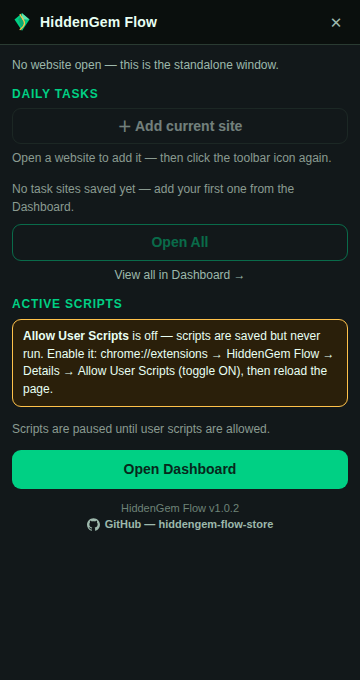 HiddenGem Flow
No website open — this is the standalone window.
DAILY TASKS
Add current site
Open a website to add it — then click the toolbar icon again.
No task sites saved yet — add your first one from the
Dashboard.
Open All
View all in Dashboard →
ACTIVE SCRIPTS
Allow User Scripts is off — scripts are saved but never
run. Enable it: chrome://extensions → HiddenGem Flow →
Details → Allow User Scripts (toggle ON), then reload the
page.
Scripts are paused until user scripts are allowed.
Open Dashboard
HiddenGem Flow v1.0.2
GitHub — hiddengem-flow-store